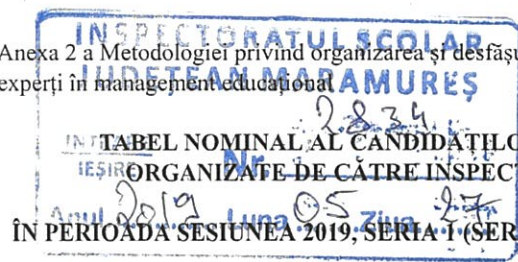 INSPECTORATUL ȘCOLAR
Anexa 2 a Metodologiei privind organizarea și desfășu
JUDEȚEAN MARAMUREȘ
experți în management educațional
2834
TABEL NOMINAL AL CANDIDAȚILO
IEȘIRE Nr.
ORGANIZATE DE CĂTRE INSPECT
Anul 2019 Luna 05 Ziua 27
ÎN PERIOADA SESIUNEA 2019, SERIA 1 (SER